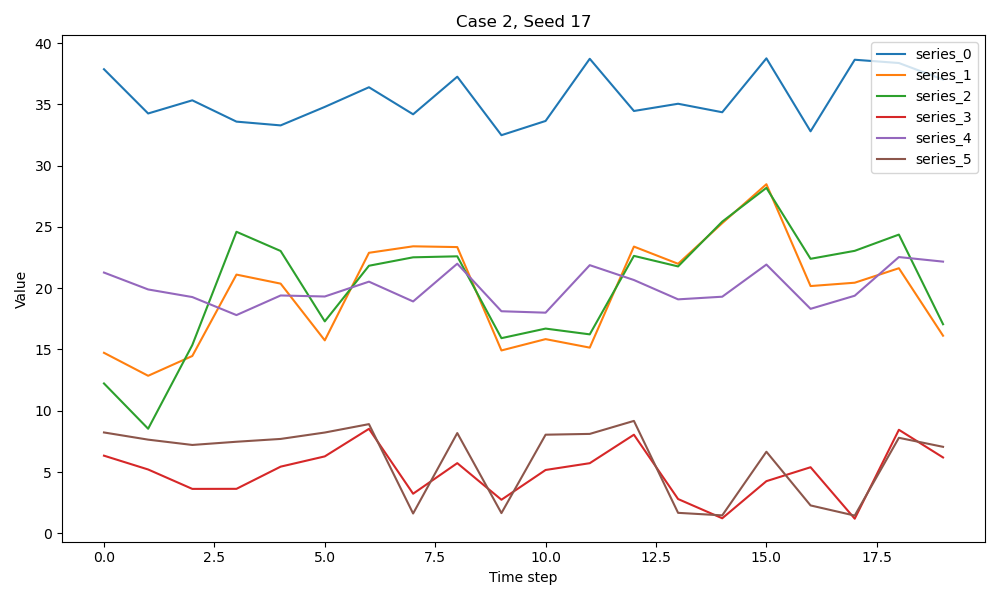 Case 2, Seed 17
40
35
30
25
20
15
10
5
0
Value
0.0
2.5
5.0
7.5
10.0
12.5
15.0
17.5
Time step
series_0
series_1
series_2
series_3
series_4
series_5